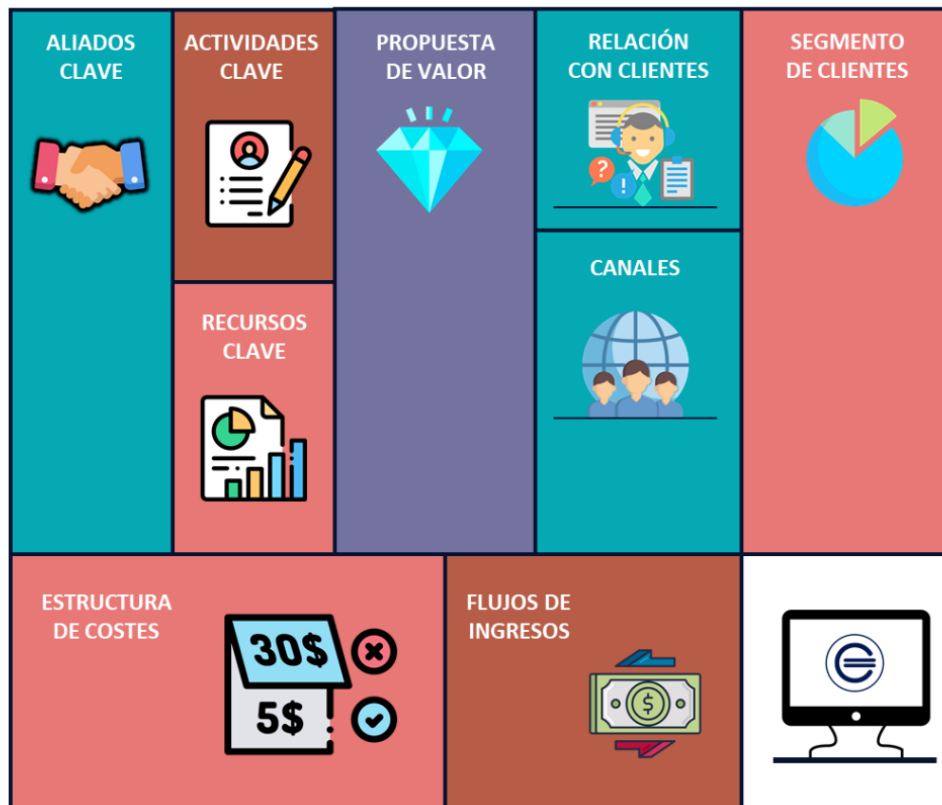 ALIADOS
CLAVE
ACTIVIDADES
CLAVE
PROPUESTA
DE VALOR
RELACIÓN
CON CLIENTES
SEGMENTO
DE CLIENTES
?
!
RECURSOS
CLAVE
CANALES
ESTRUCTURA
DE COSTES
30$
5$
FLUJOS DE
INGRESOS
$